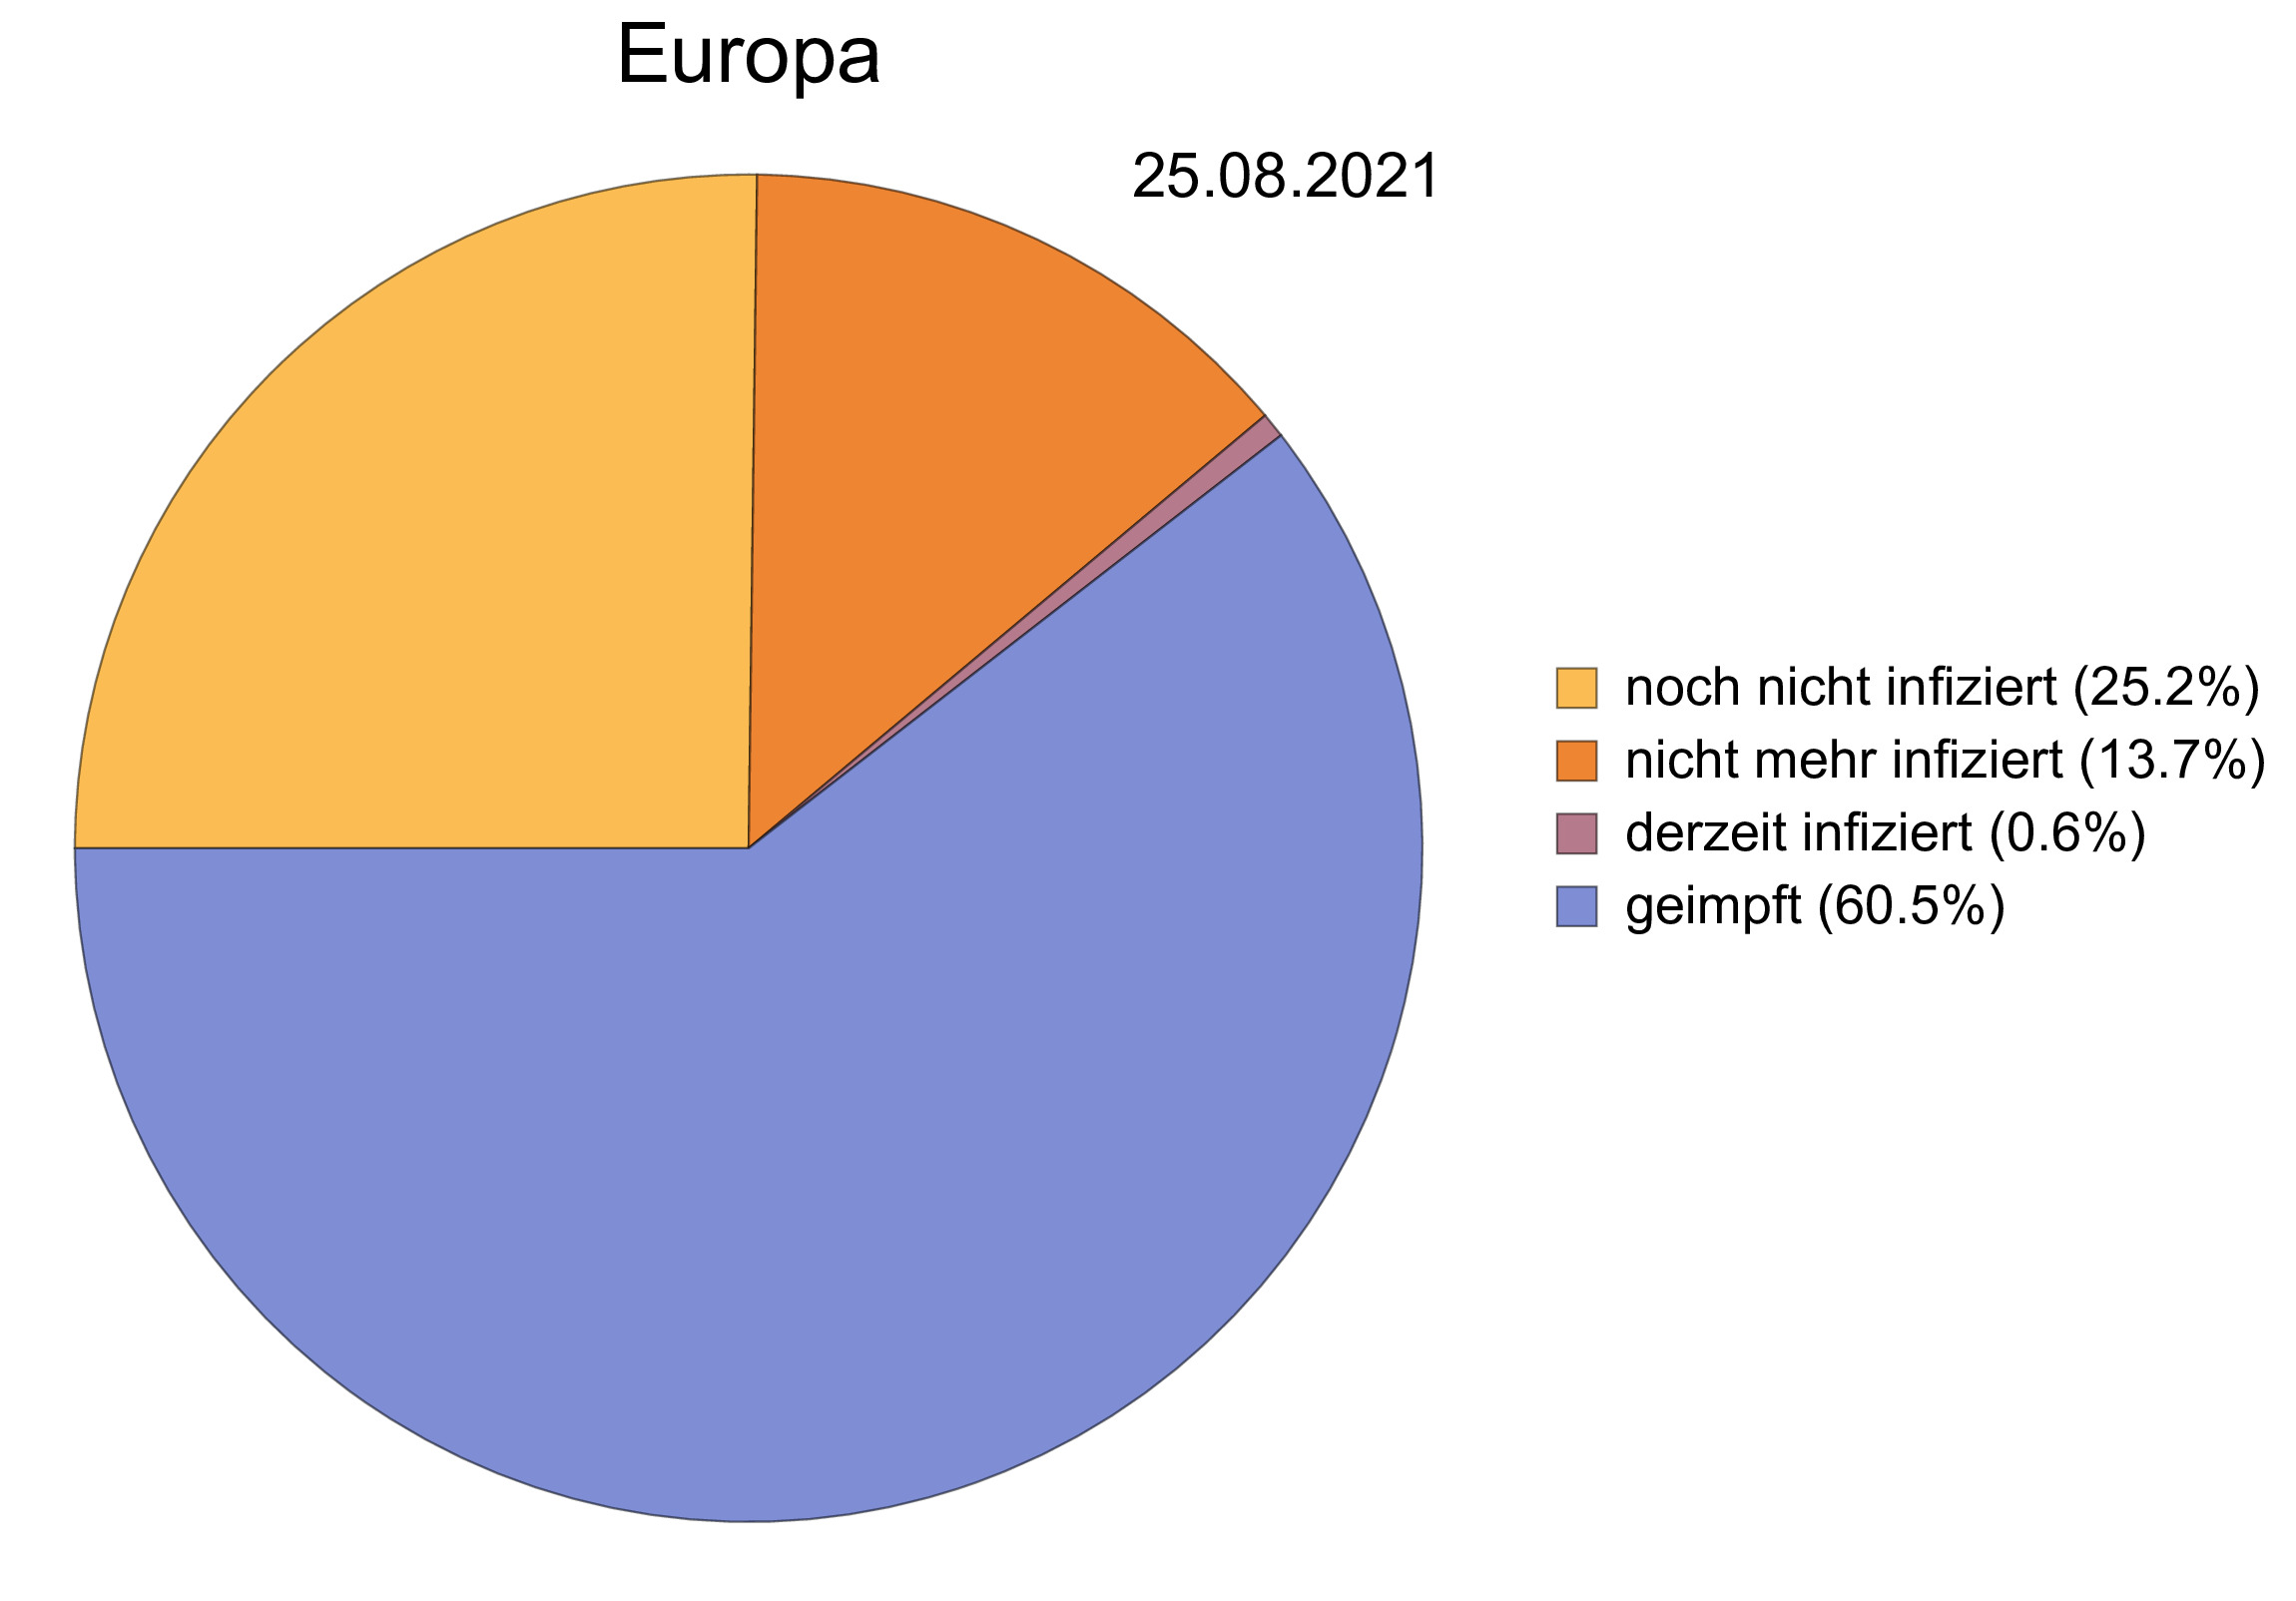 Europa
25.08.2021
noch nicht infiziert (25.2%)
nicht mehr infiziert (13.7%)
derzeit infiziert (0.6%)
geimpft (60.5%)